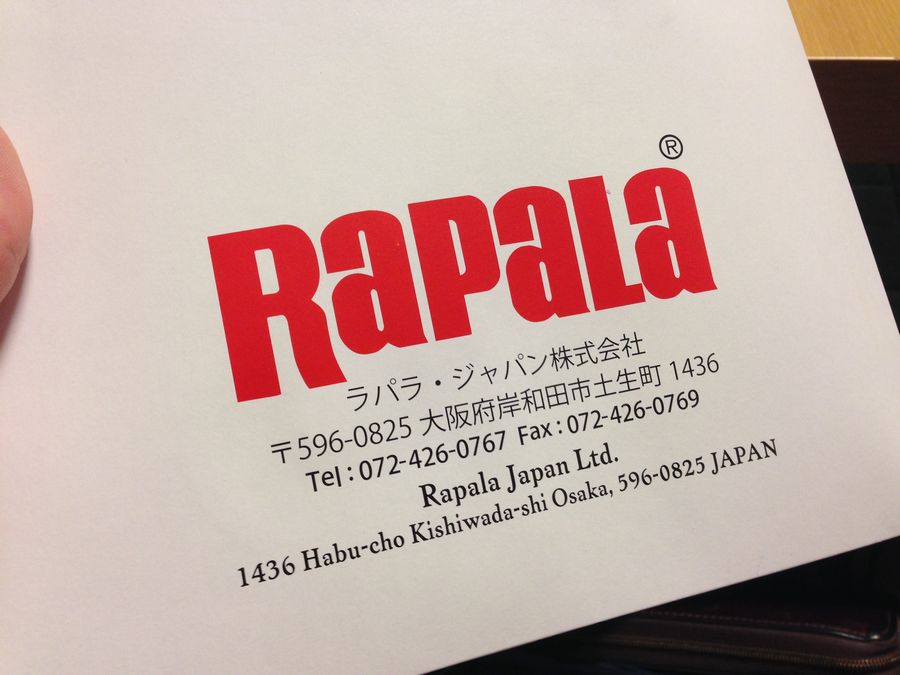 Rapala®
ラパラ・ジャパン株式会社
〒596-0825 大阪府岸和田市土生町 1436
Tel : 072-426-0767 Fax : 072-426-0769
Rapala Japan Ltd.
1436 Habu-cho Kishiwada-shi Osaka, 596-0825 JAPAN